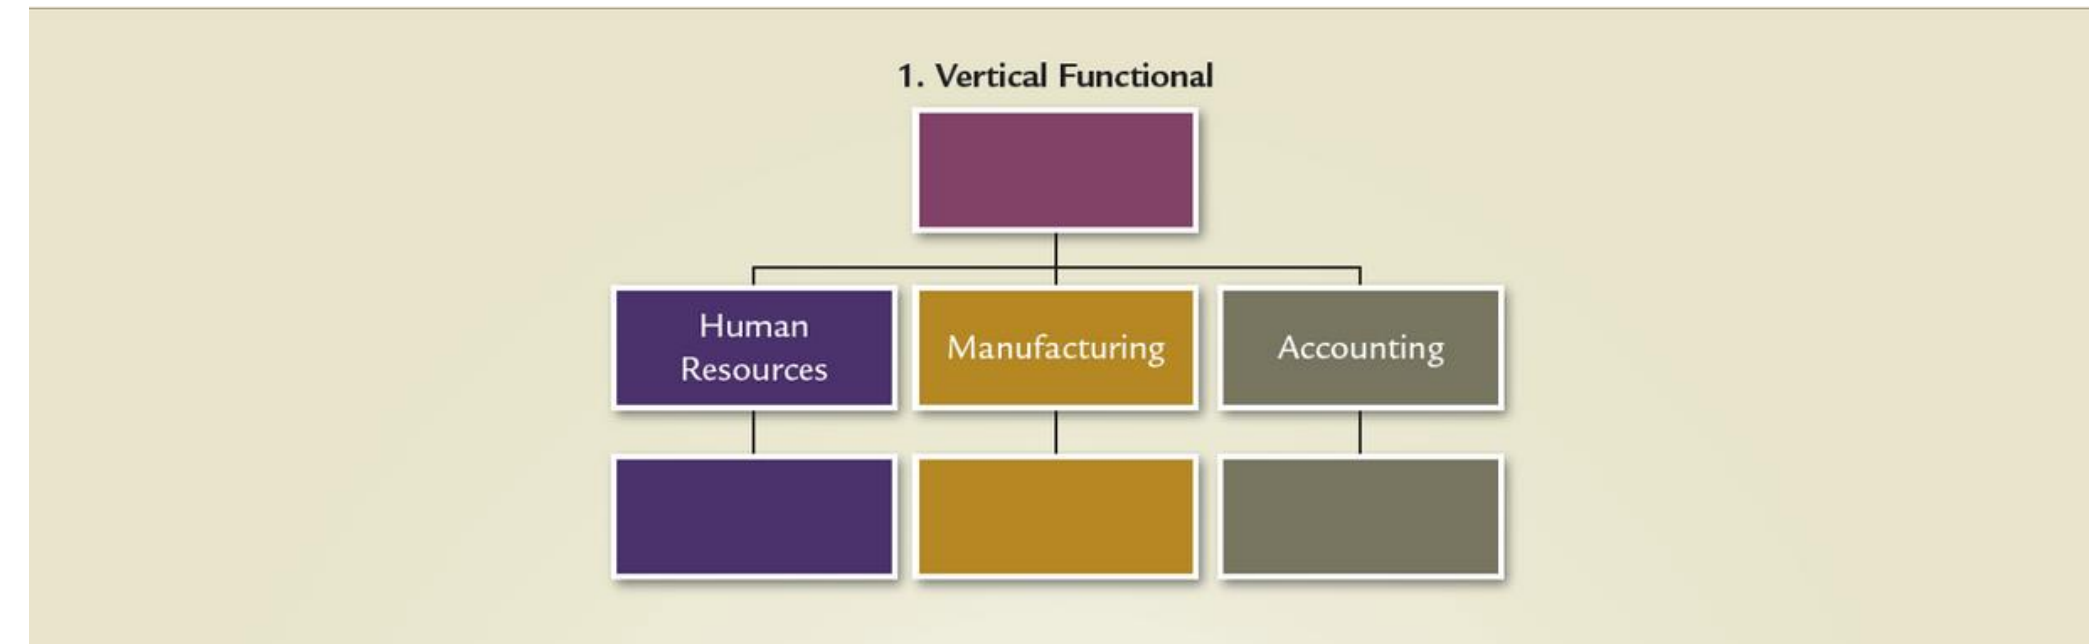 1. Vertical Functional
Human
Resources
Manufacturing
Accounting